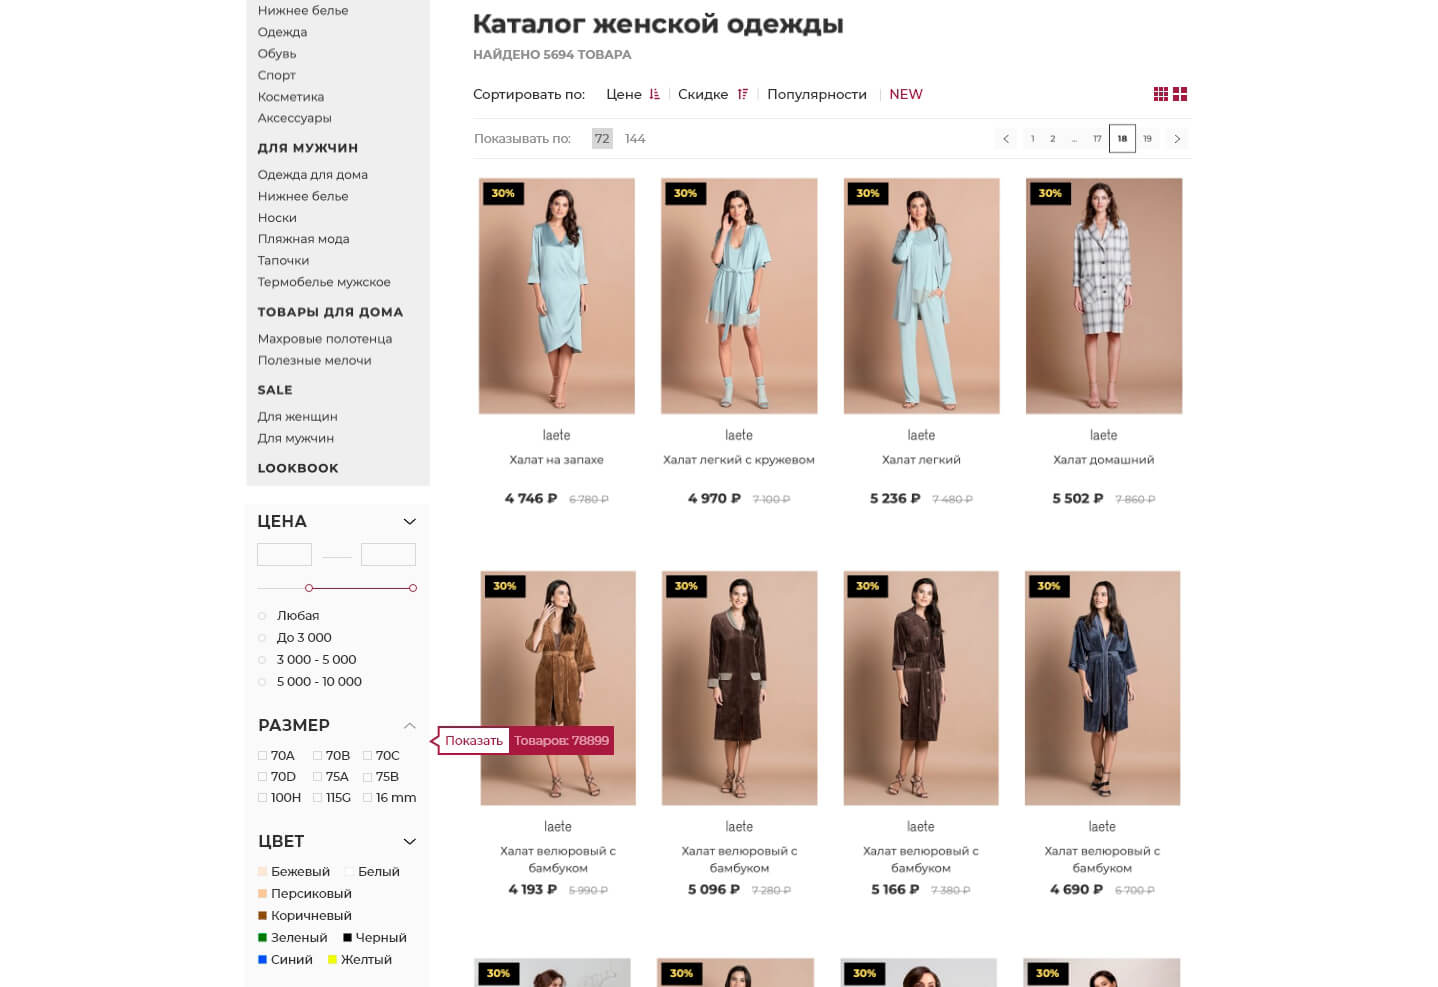 Нижнее белье
Одежда
Обувь
Спорт
Косметика
Аксессуары
ДЛЯ МУЖЧИН
Одежда для дома
Нижнее белье
Носки
Пляжная мода
Тапочки
Термобелье мужское
ТОВАРЫ ДЛЯ ДОМА
Махровые полотенца
Полезные мелочи
SALE
Для женщин
Для мужчин
LOOKBOOK
ЦЕНА
Любая
До 3 000
3 000 - 5 000
5 000 - 10 000
РАЗМЕР
70A 70B 70C
70D 75A 75B
100H 115G 16 mm
Показать Товаров: 78899
ЦВЕТ
Бежевый Белый
Персиковый
Коричневый
Зеленый Черный
Синий Желтый
Каталог женской одежды
НАЙДЕНО 5694 ТОВАРА
Сортировать по: Цене Скидке Популярности NEW
Показывать по: 72 144
1 2 ... 17 18 19
30% 30% 30% 30%
laete laete laete laete
Халат на запахе Халат легкий с кружевом Халат легкий Халат домашний
4 746 ₽ 6 780 ₽ 4 970 ₽ 7 100 ₽ 5 236 ₽ 7 480 ₽ 5 502 ₽ 7 860 ₽
30% 30% 30% 30%
laete laete laete laete
Халат велюровый с Халат велюровый с Халат велюровый с Халат велюровый с
бамбуком бамбуком бамбуком бамбуком
4 193 ₽ 5 990 ₽ 5 096 ₽ 7 280 ₽ 5 166 ₽ 7 380 ₽ 4 690 ₽ 6 700 ₽
30% 30% 30% 30%